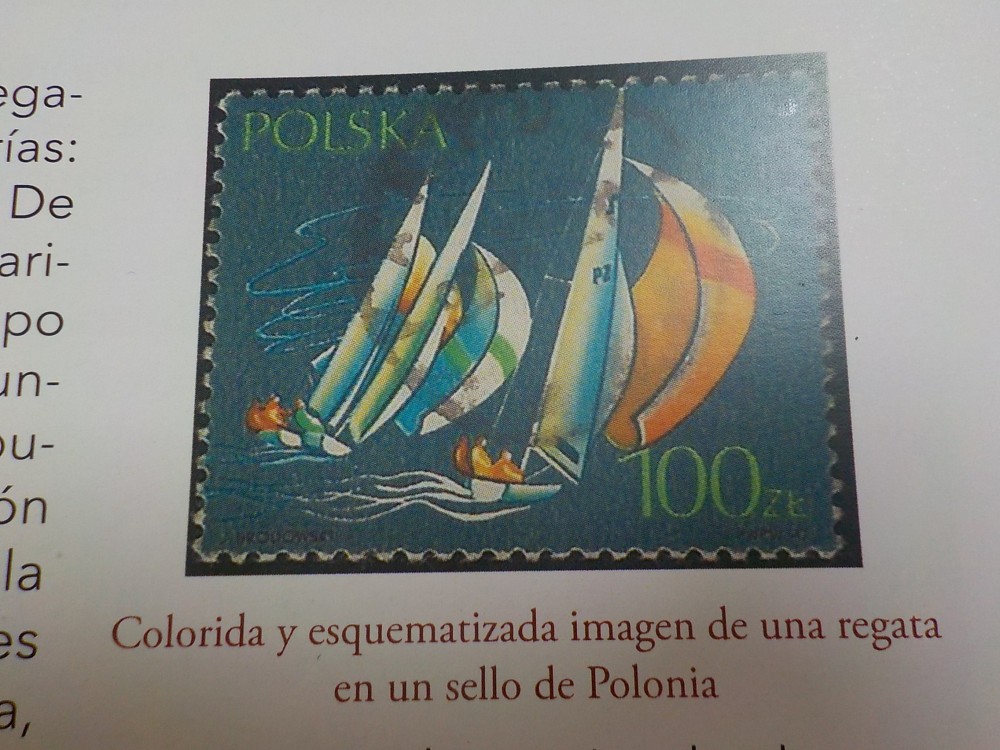 ega-
rías:
De
ari-
po
un-
ou-
ón
la
es
a,
POLSKA
PZ
100 ZŁ
Colorida y esquematizada imagen de una regata
en un sello de Polonia